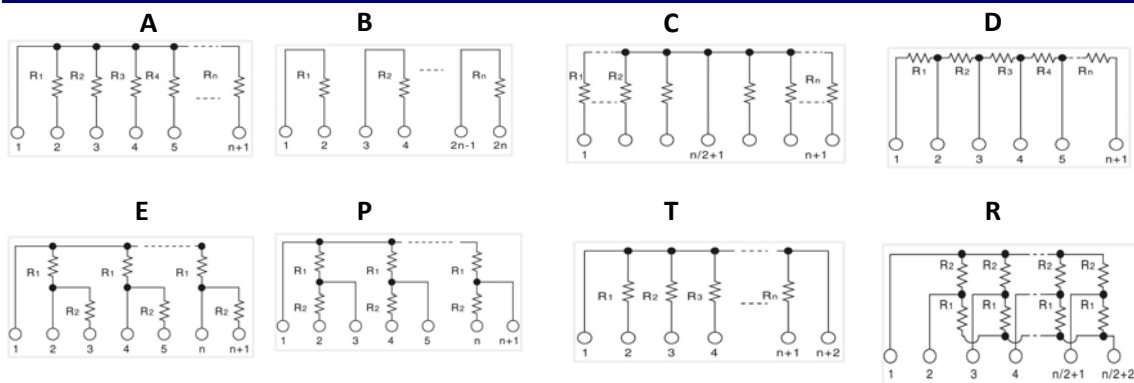 A B C D
R1 R2 R3 R4 Rn
1 2 3 4 5 n+1
R1 R2 Rn
1 2 3 4 2n-1 2n
R1 R2 Rn
1 n/2+1 n+1
R1 R2 R3 R4 Rn
1 2 3 4 5 n+1
E P T R
R1 R1 R1
R2 R2 R2
1 2 3 4 5 n n+1
R1 R1 R1
R2 R2 R2
1 2 3 4 5 n n+1
R1 R2 R3 Rn
1 2 3 4 n+1 n+2
R2 R2 R2 R2
R1 R1 R1 R1
1 2 3 4 n/2+1 n/2+2